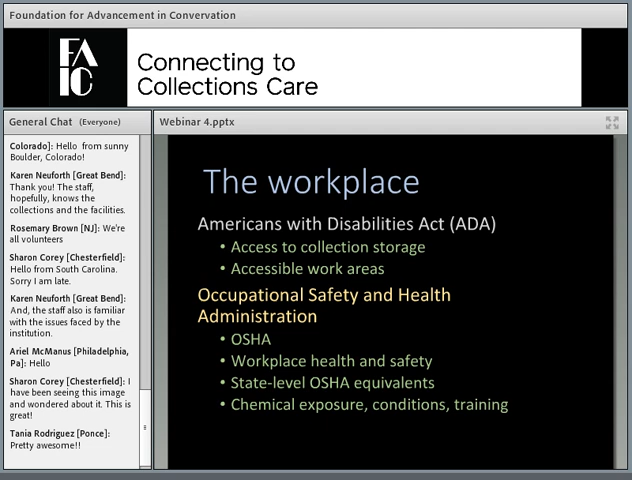 Foundation for Advancement in Convervation
FA
IC
Connecting to
Collections Care
General Chat (Everyone)
Colorado]: Hello from sunny
Boulder, Colorado!
Karen Neuforth [Great Bend]:
Thank you! The staff,
hopefully, knows the
collections and the facilities.
Rosemary Brown [NJ]: We're
all volunteers
Sharon Corey [Chesterfield]:
Hello from South Carolina.
Sorry I am late.
Karen Neuforth [Great Bend]:
And, the staff also is familiar
with the issues faced by the
institution.
Ariel McManus [Philadelphia,
Pa]: Hello
Sharon Corey [Chesterfield]: I
have been seeing this image
and wondered about it. This is
great!
Tania Rodriguez [Ponce]:
Pretty awesome!!
Webinar 4.pptx
The workplace
Americans with Disabilities Act (ADA)
• Access to collection storage
• Accessible work areas
Occupational Safety and Health
Administration
• OSHA
• Workplace health and safety
• State-level OSHA equivalents
• Chemical exposure, conditions, training